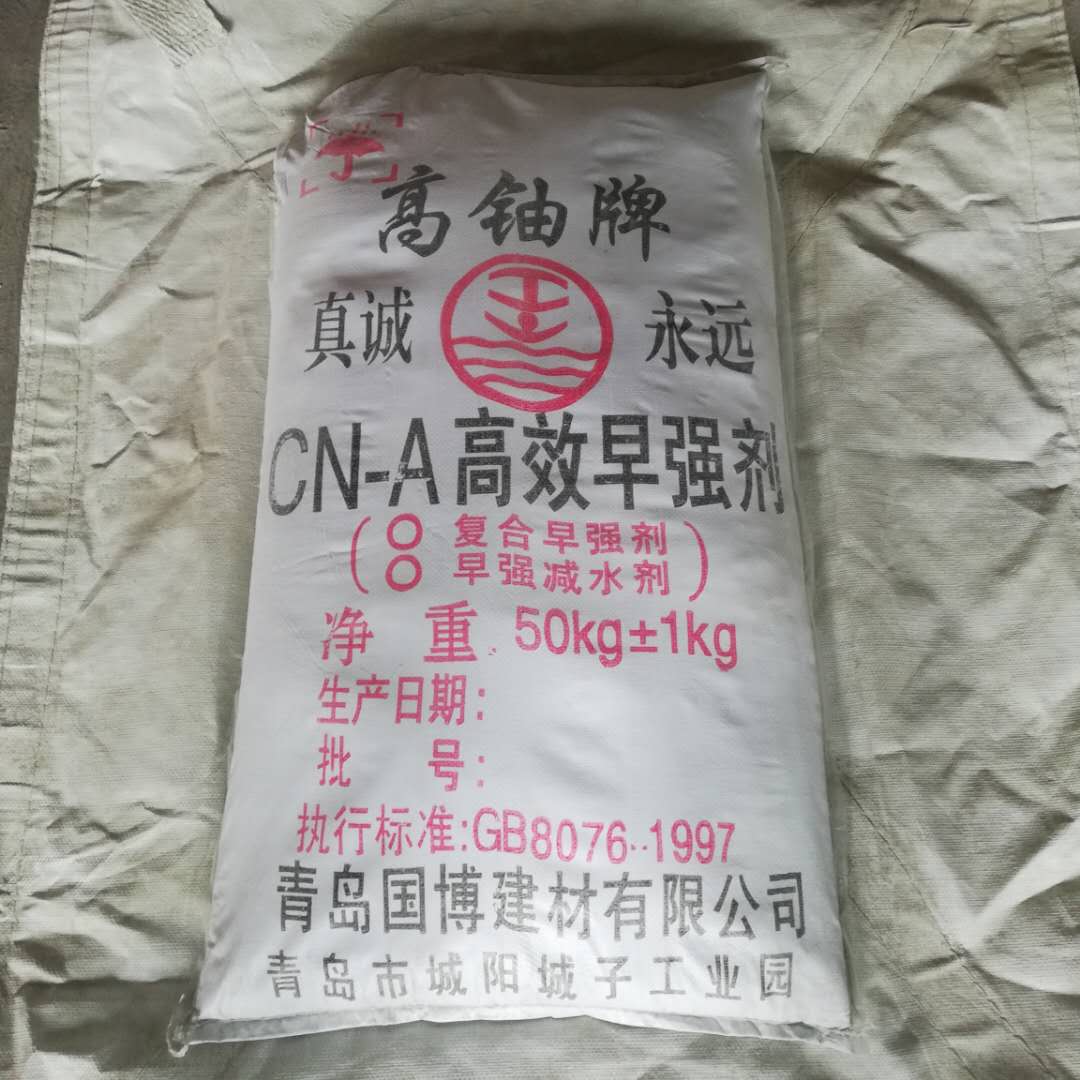 高铀牌
真诚 永远
CN-A高效早强剂
(○ 复合早强剂
○ 早强减水剂)
净 重 50kg±1kg
生产日期:
批 号:
执行标准:GB8076··1997
青岛国博建材有限公司
青岛市城阳城子工业园